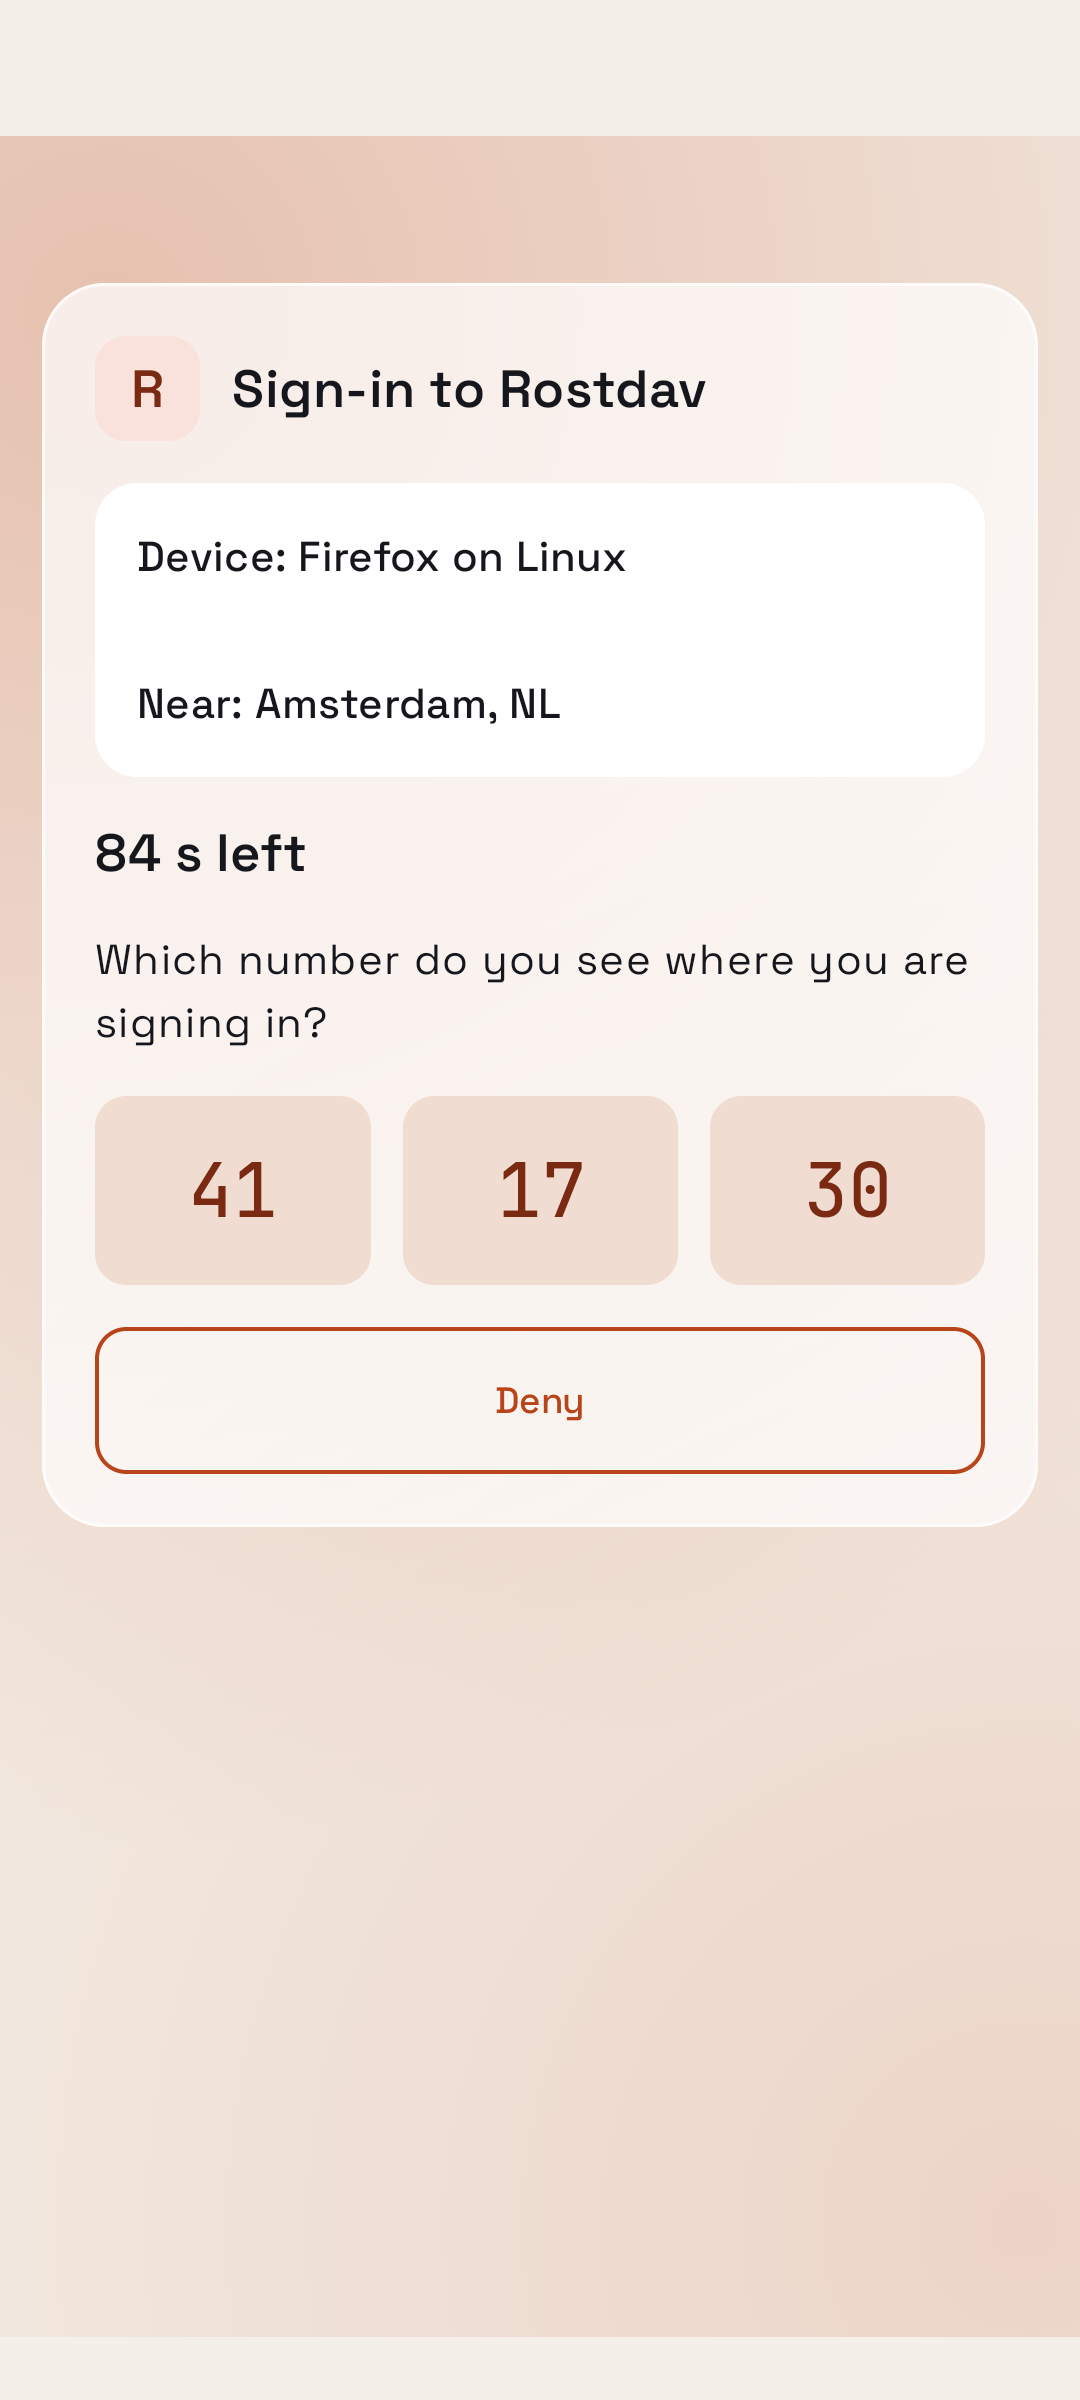 R
Sign-in to Rostdav
Device: Firefox on Linux
Near: Amsterdam, NL
84 s left
Which number do you see where you are
signing in?
41
17
30
Deny